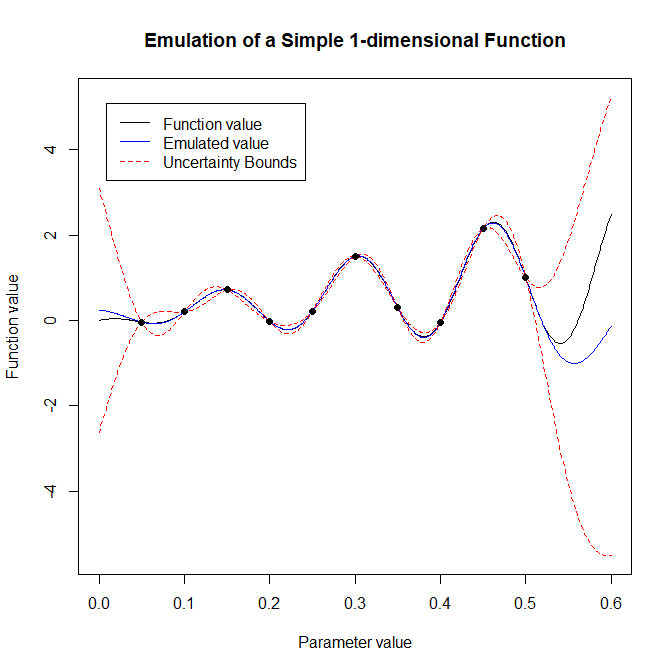 Emulation of a Simple 1-dimensional Function
Function value
Emulated value
Uncertainty Bounds
4
2
0
-2
-4
Function value
0.0 0.1 0.2 0.3 0.4 0.5 0.6
Parameter value